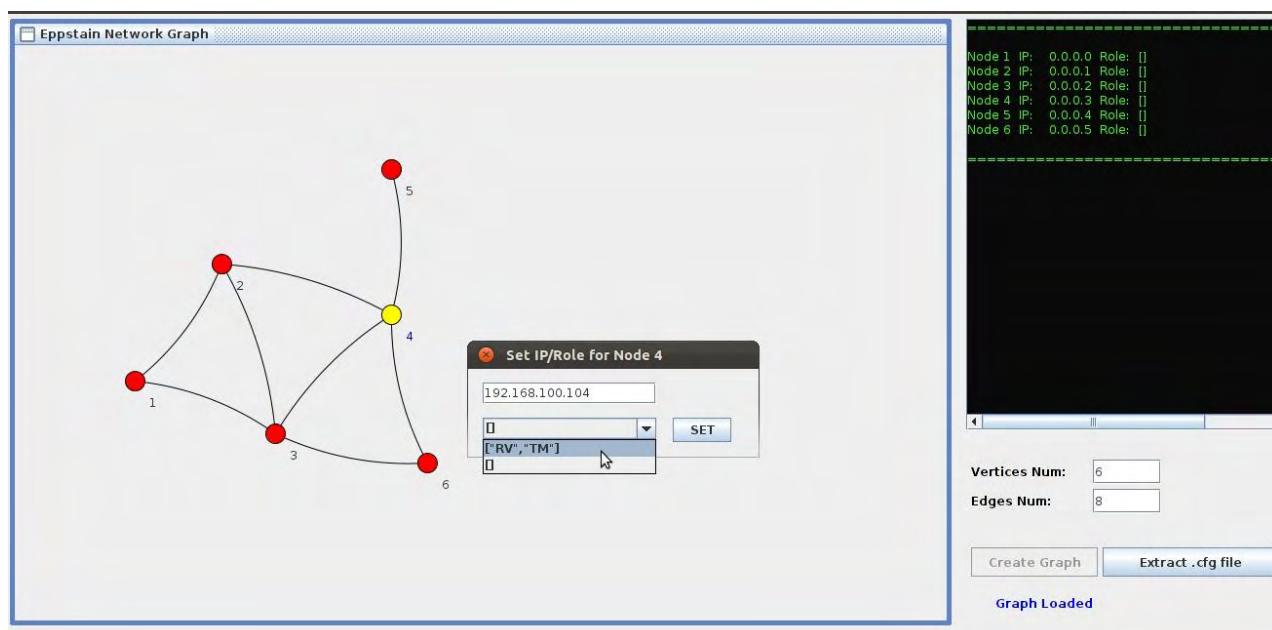 Eppstain Network Graph
5
2
4
1
3
6
Set IP/Role for Node 4
192.168.100.104
[]
SET
["RV","TM"]
[]
==================================
Node 1 IP: 0.0.0.0 Role: []
Node 2 IP: 0.0.0.1 Role: []
Node 3 IP: 0.0.0.2 Role: []
Node 4 IP: 0.0.0.3 Role: []
Node 5 IP: 0.0.0.4 Role: []
Node 6 IP: 0.0.0.5 Role: []
==================================
Vertices Num: 6
Edges Num: 8
Create Graph Extract .cfg file
Graph Loaded